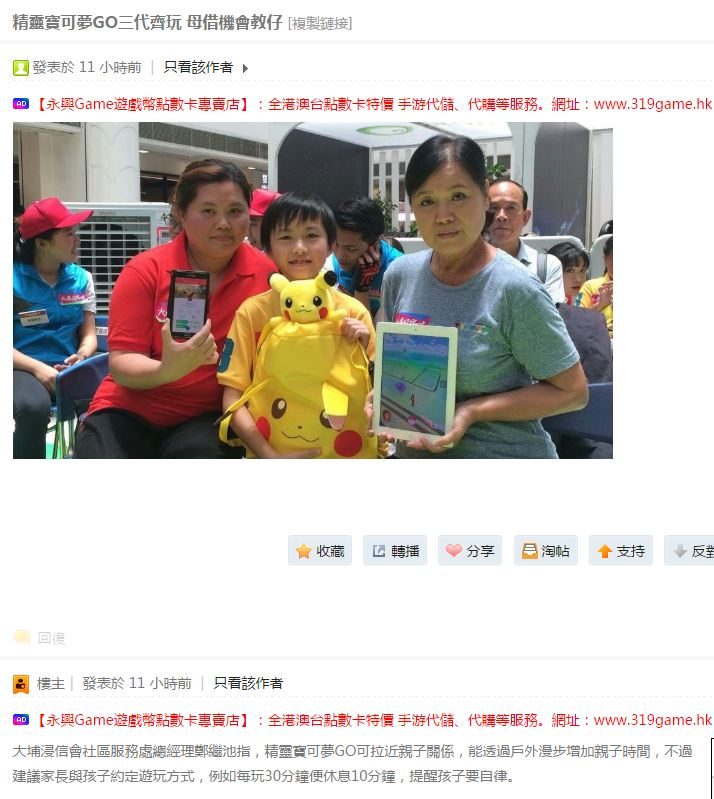 精靈寶可夢GO三代齊玩 母借機會教仔 [複製鏈接]
發表於 11 小時前 | 只看該作者
AD 【永興Game遊戲幣點數卡專賣店】：全港澳台點數卡特價 手游代儲、代購等服務。網址：www.319game.hk
收藏 轉播 分享 淘帖 支持 反對
回復
樓主 | 發表於 11 小時前 | 只看該作者
AD 【永興Game遊戲幣點數卡專賣店】：全港澳台點數卡特價 手游代儲、代購等服務。網址：www.319game.hk
大埔浸信會社區服務處總經理鄭繼池指，精靈寶可夢GO可拉近親子關係，能透過戶外漫步增加親子時間，不過
建議家長與孩子約定遊玩方式，例如每玩30分鐘便休息10分鐘，提醒孩子要自律。